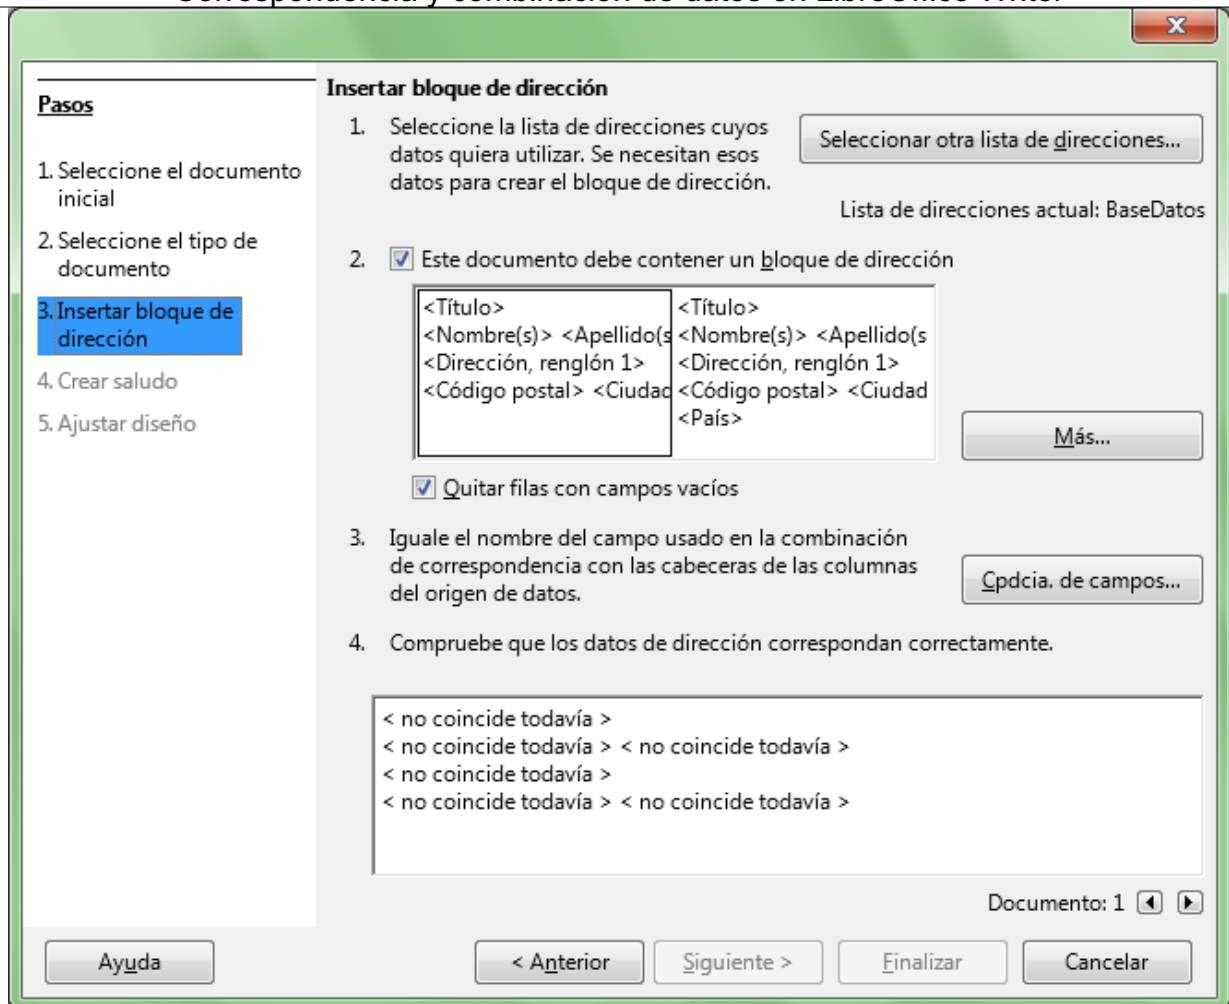 Correspondencia y combinación de datos en LibreOffice Writer
Pasos
1. Seleccione el documento
inicial
2. Seleccione el tipo de
documento
3. Insertar bloque de
dirección
4. Crear saludo
5. Ajustar diseño
Insertar bloque de dirección
1. Seleccione la lista de direcciones cuyos
datos quiera utilizar. Se necesitan esos
datos para crear el bloque de dirección.
Seleccionar otra lista de direcciones...
Lista de direcciones actual: BaseDatos
2. Este documento debe contener un bloque de dirección
<Título>
<Nombre(s)> <Apellido(s
<Dirección, renglón 1>
<Código postal> <Ciudad
<Título>
<Nombre(s)> <Apellido(s
<Dirección, renglón 1>
<Código postal> <Ciudad
<País>
Más...
Quitar filas con campos vacíos
3. Iguale el nombre del campo usado en la combinación
de correspondencia con las cabeceras de las columnas
del origen de datos.
Cpdcia. de campos...
4. Compruebe que los datos de dirección correspondan correctamente.
< no coincide todavía >
< no coincide todavía > < no coincide todavía >
< no coincide todavía >
< no coincide todavía > < no coincide todavía >
Documento: 1
Ayuda
< Anterior
Siguiente >
Finalizar
Cancelar